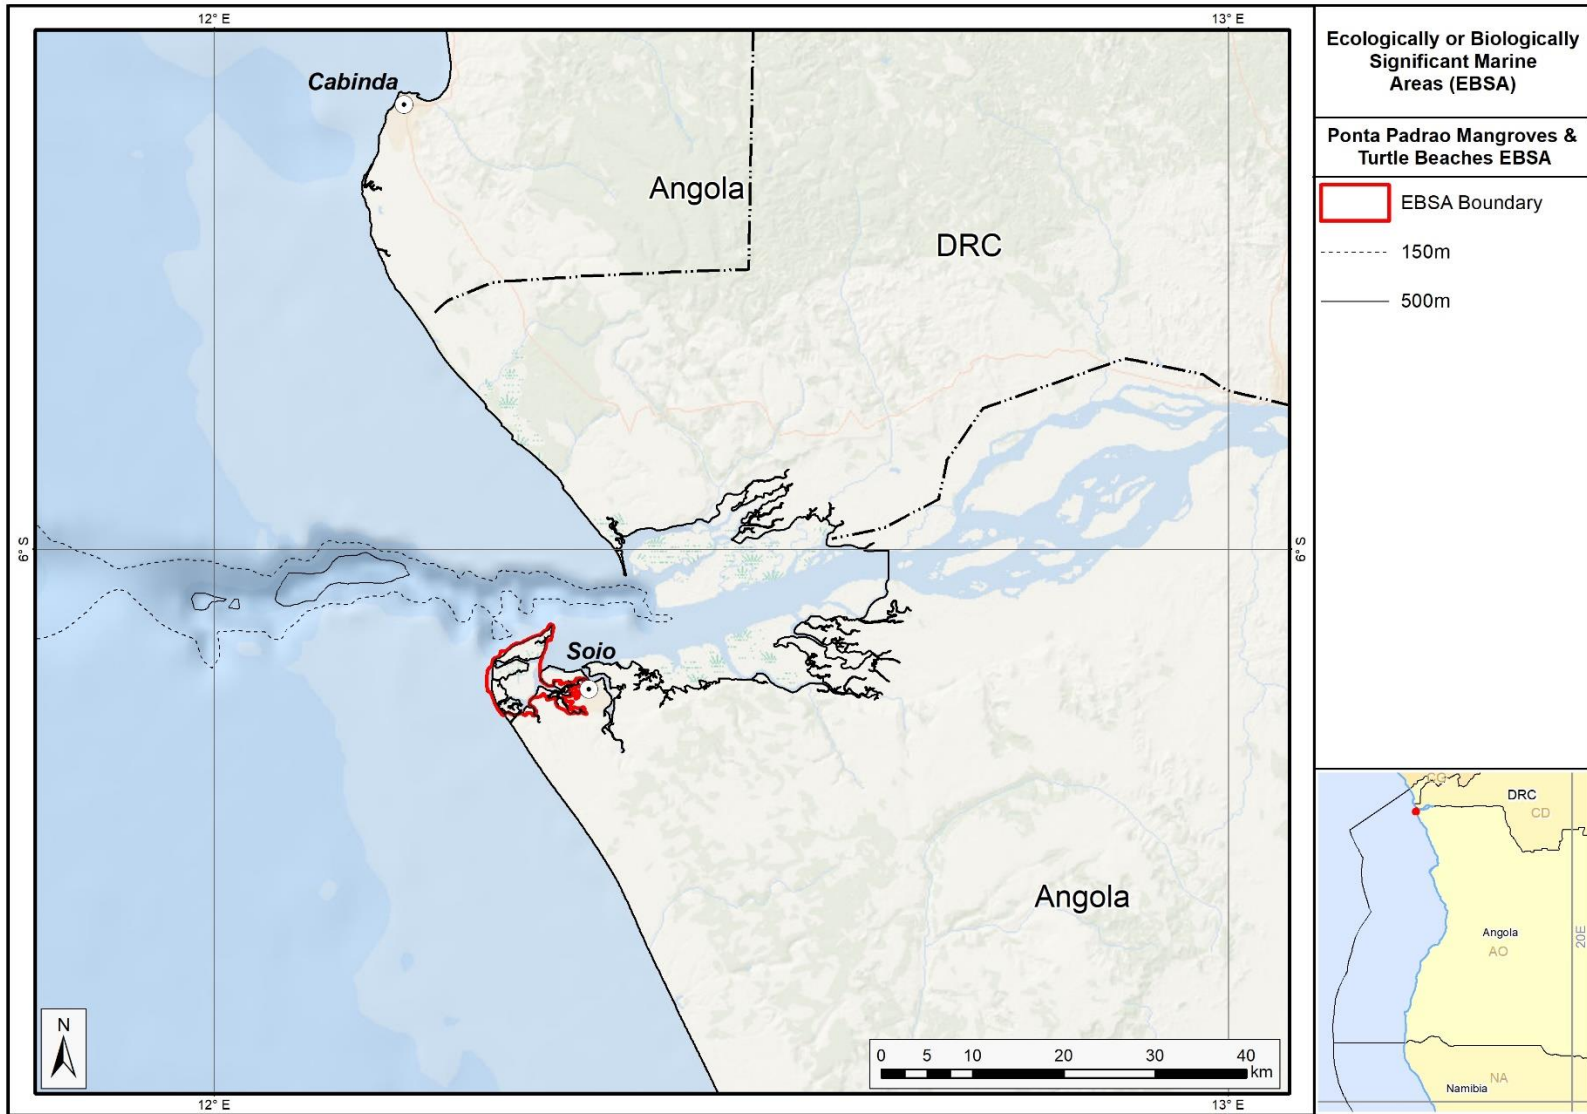 12° E
13° E
Cabinda
Angola
DRC
6° S
6° S
Soio
Angola
N
0 5 10 20 30 40
km
12° E
13° E
Ecologically or Biologically
Significant Marine
Areas (EBSA)
Ponta Padrao Mangroves &
Turtle Beaches EBSA
EBSA Boundary
150m
500m
CG
DRC
CD
Angola
AO
20E
NA
Namibia